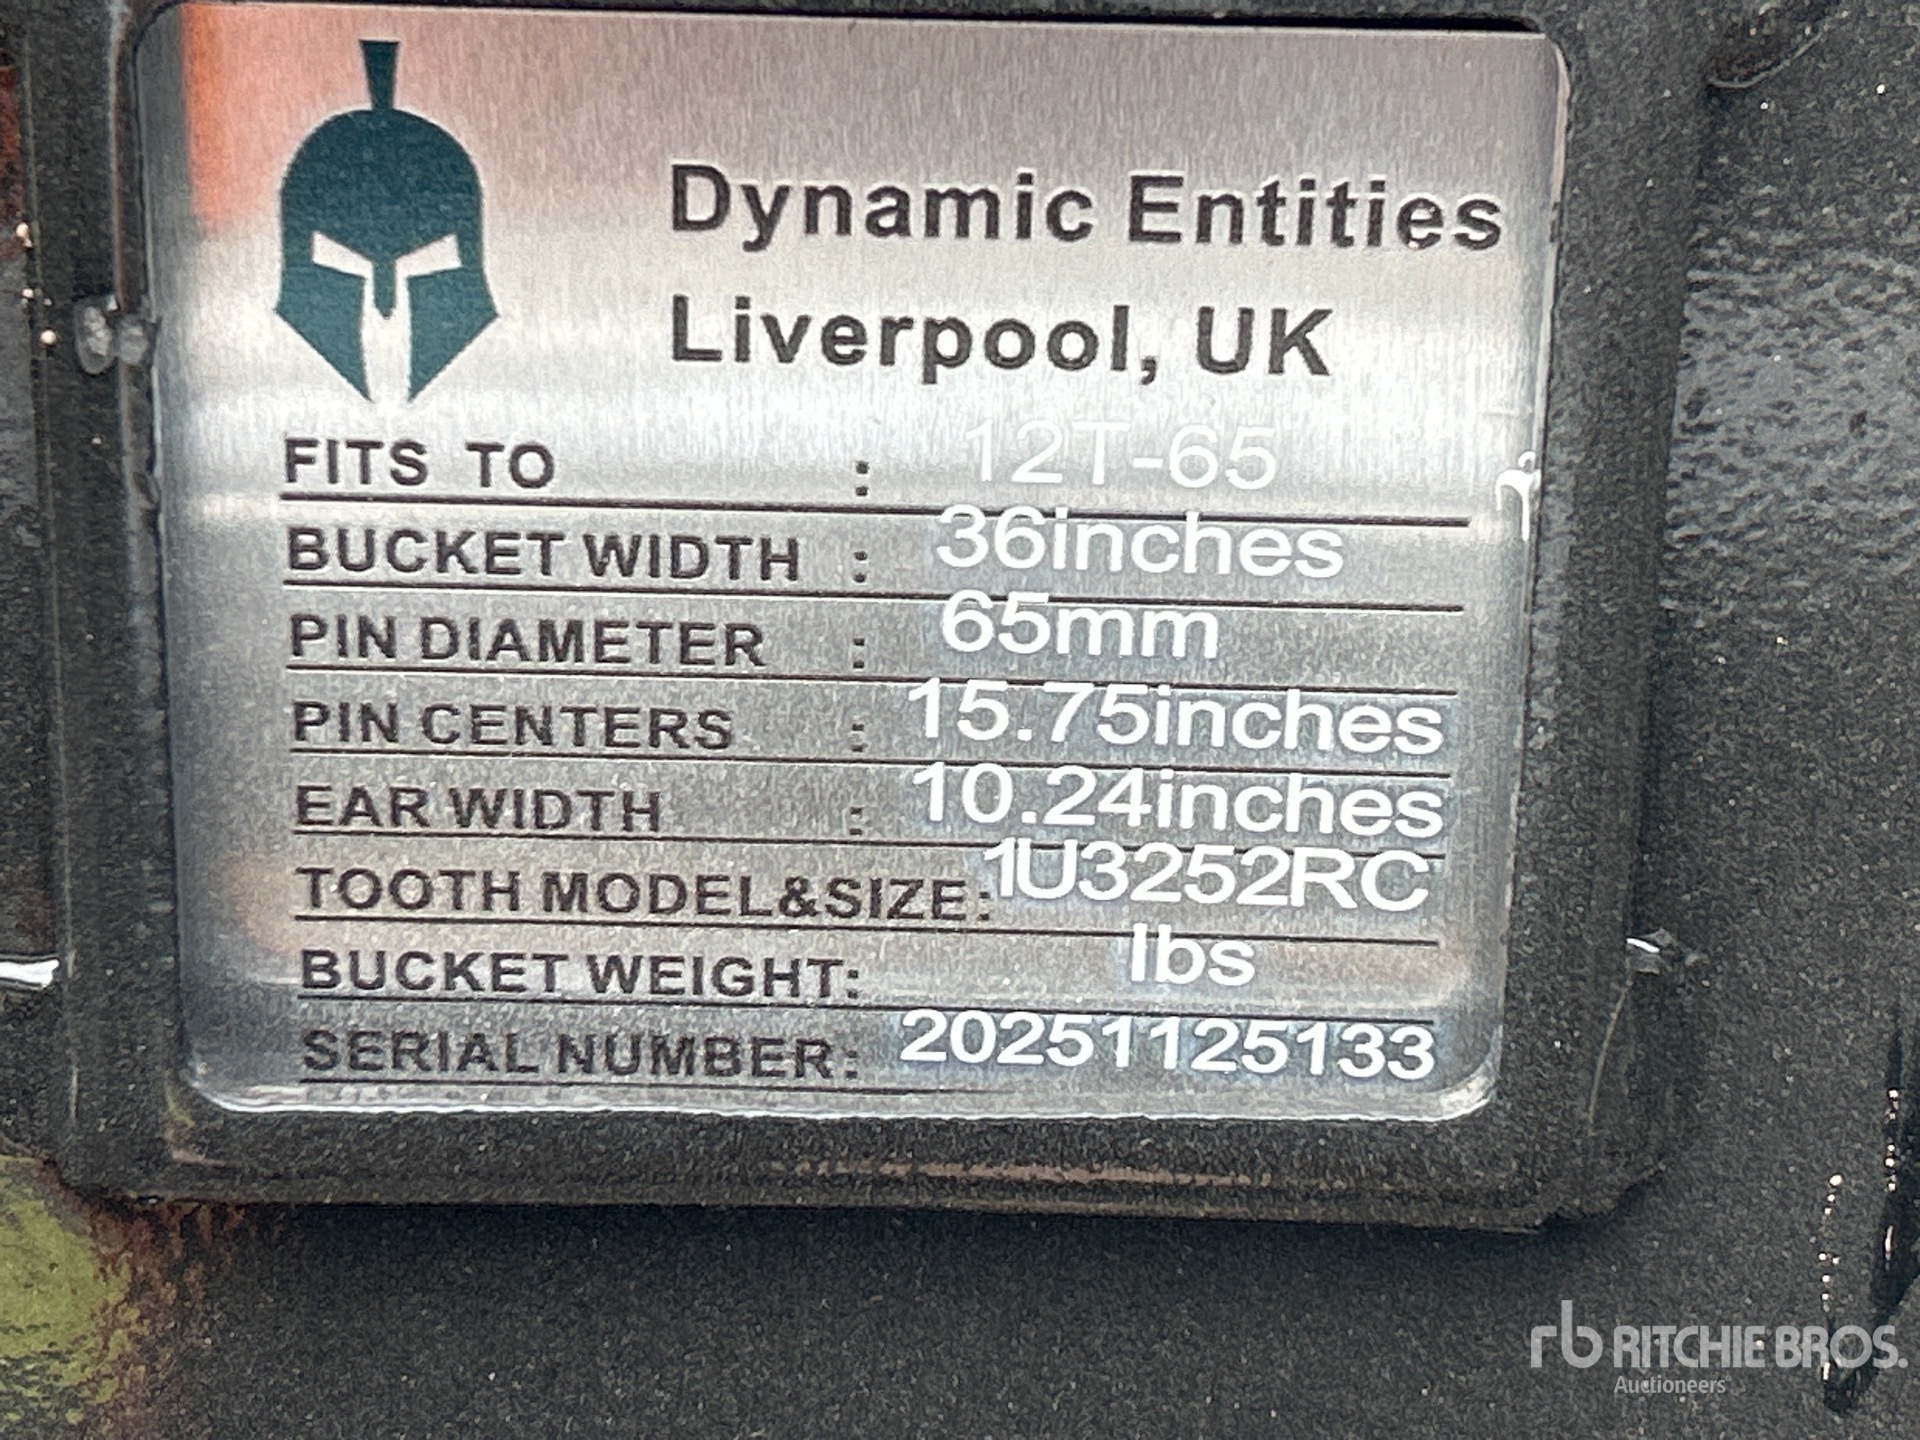 Dynamic Entities
Liverpool, UK
FITS TO : 12T-65
BUCKET WIDTH : 36inches
PIN DIAMETER : 65mm
PIN CENTERS : 15.75inches
EAR WIDTH : 10.24inches
TOOTH MODEL&SIZE: 1U3252RC
BUCKET WEIGHT: lbs
SERIAL NUMBER: 20251125133
rb RITCHIE BROS.
Auctioneers